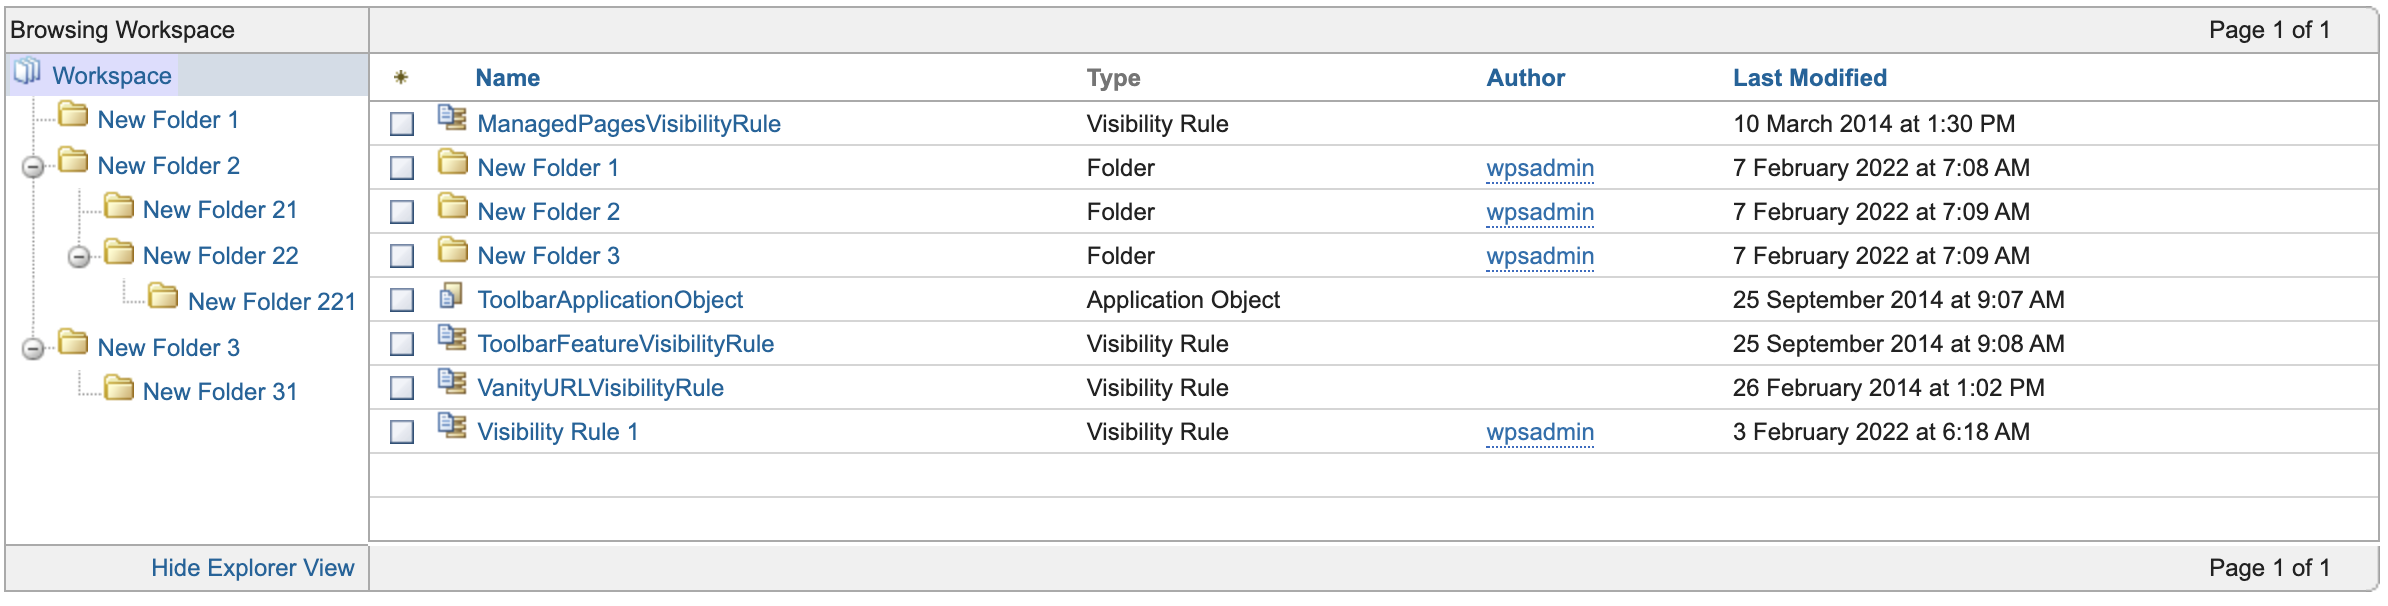 Browsing Workspace
Page 1 of 1
Workspace
New Folder 1
New Folder 2
New Folder 21
New Folder 22
New Folder 221
New Folder 3
New Folder 31
Hide Explorer View
Name Type Author Last Modified
ManagedPagesVisibilityRule Visibility Rule 10 March 2014 at 1:30 PM
New Folder 1 Folder wpsadmin 7 February 2022 at 7:08 AM
New Folder 2 Folder wpsadmin 7 February 2022 at 7:09 AM
New Folder 3 Folder wpsadmin 7 February 2022 at 7:09 AM
ToolbarApplicationObject Application Object 25 September 2014 at 9:07 AM
ToolbarFeatureVisibilityRule Visibility Rule 25 September 2014 at 9:08 AM
VanityURLVisibilityRule Visibility Rule 26 February 2014 at 1:02 PM
Visibility Rule 1 Visibility Rule wpsadmin 3 February 2022 at 6:18 AM
Page 1 of 1